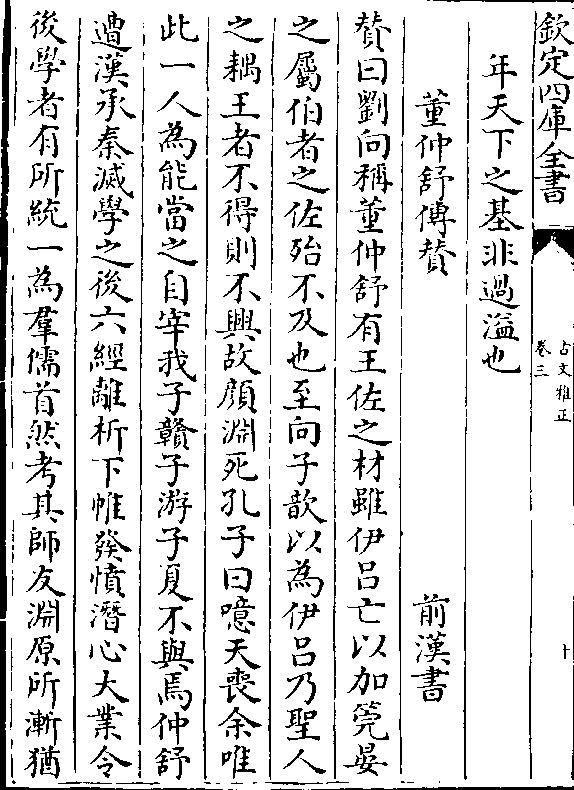 欽定四庫全書
古文雅正
卷三
十
年天下之基非過溢也
董仲舒傳贊 前漢書
贊曰劉向稱董仲舒有王佐之材雖伊吕亡以加筦晏
之屬伯者之佐殆不及也至向子歆以為伊吕乃聖人
之耦王者不得則不興故顔淵死孔子曰噫天喪余唯
此一人為能當之自宰我子贛子游子夏不與焉仲舒
遭漢承秦滅學之後六經離析下帷發憤潛心大業令
後學者有所統一為羣儒首然考其師友淵原所漸猶